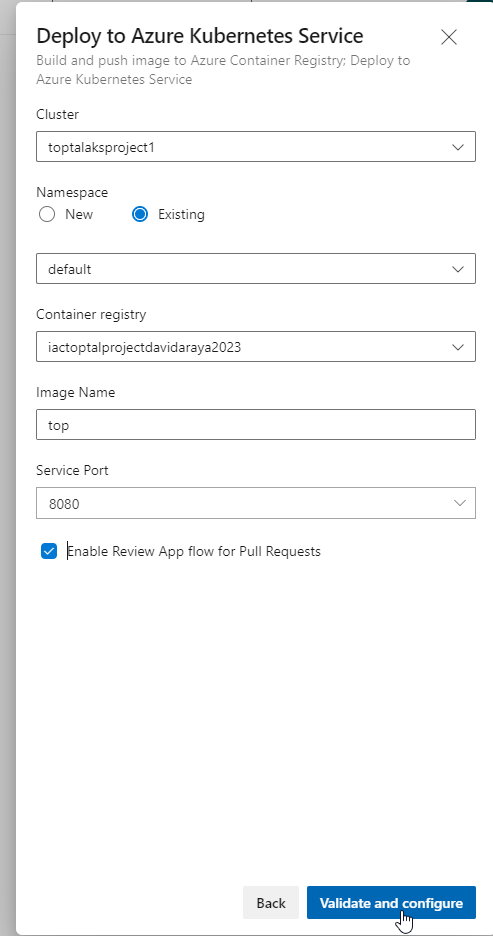 Deploy to Azure Kubernetes Service
Build and push image to Azure Container Registry; Deploy to
Azure Kubernetes Service
Cluster
toptalaksproject1
Namespace
New
Existing
default
Container registry
iactoptalprojectdavidaraya2023
Image Name
top
Service Port
8080
Enable Review App flow for Pull Requests
Back
Validate and configure